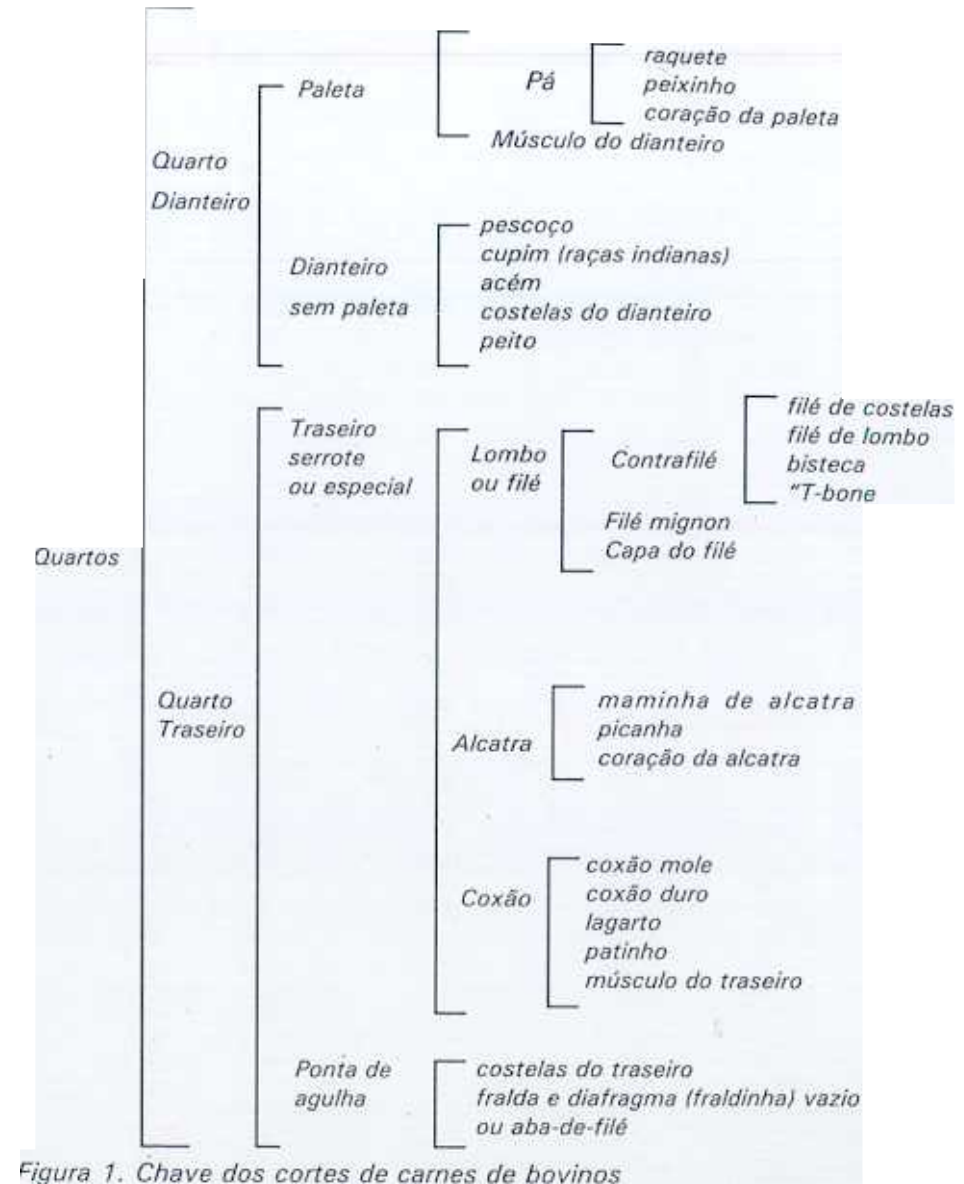 Paleta
Pá
raquete
peixinho
coração da paleta
Músculo do dianteiro
Quarto
Dianteiro
Dianteiro
sem paleta
pescoço
cupim (raças indianas)
acém
costelas do dianteiro
peito
Traseiro
serrote
ou especial
Lombo
ou filé
Contrafilé
filé de costelas
filé de lombo
bisteca
"T-bone
Filé mignon
Capa do filé
Quartos
Quarto
Traseiro
Alcatra
maminha de alcatra
picanha
coração da alcatra
Coxão
coxão mole
coxão duro
lagarto
patinho
músculo do traseiro
Ponta de
agulha
costelas do traseiro
fralda e diafragma (fraldinha) vazio
ou aba-de-filé
Figura 1. Chave dos cortes de carnes de bovinos